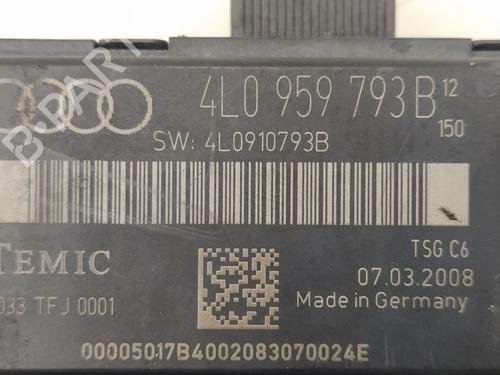 4L0 959 793B 12
150
SW: 4L0910793B
TEMIC
TSG C6
07.03.2008
033 TFJ 0001
Made in Germany
00005017B4002083070024E
B-PARTS